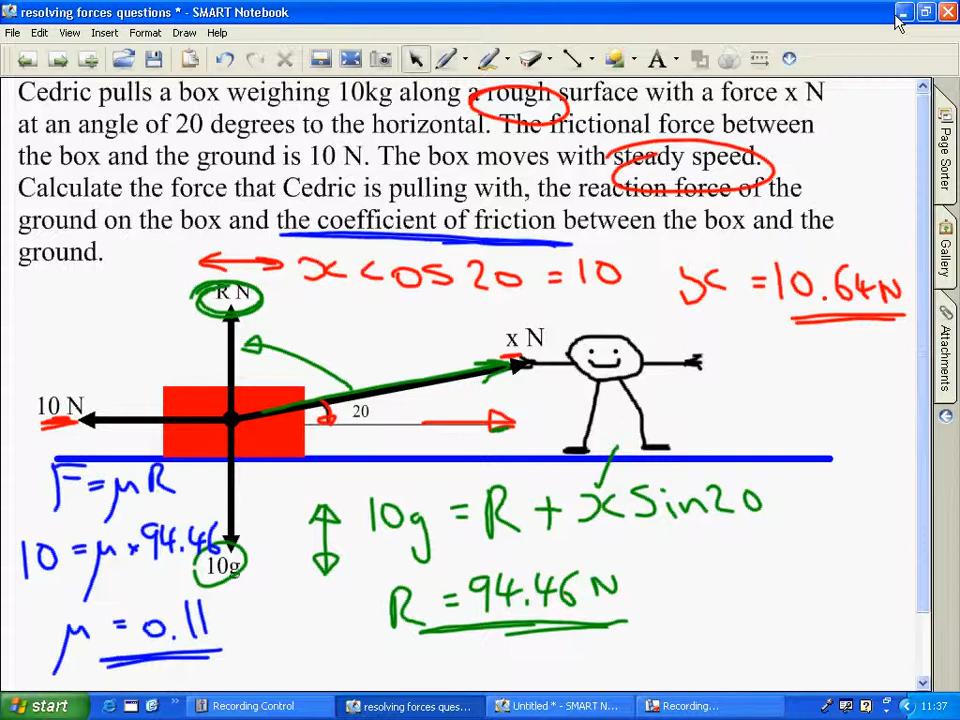 resolving forces questions * - SMART Notebook
File Edit View Insert Format Draw Help
Cedric pulls a box weighing 10kg along a rough surface with a force x N
at an angle of 20 degrees to the horizontal. The frictional force between
the box and the ground is 10 N. The box moves with steady speed.
Calculate the force that Cedric is pulling with, the reaction force of the
ground on the box and the coefficient of friction between the box and the
ground.
x cos 20 = 10 x = 10.64N
R N
x N
10 N
20
F = μR
10g = R + x Sin20
10 = μ × 94.46
10g
R = 94.46 N
μ = 0.11
Page Sorter
Gallery
Attachments
start Recording Control resolving forces ques... Untitled * - SMART N... Recording... 11:37